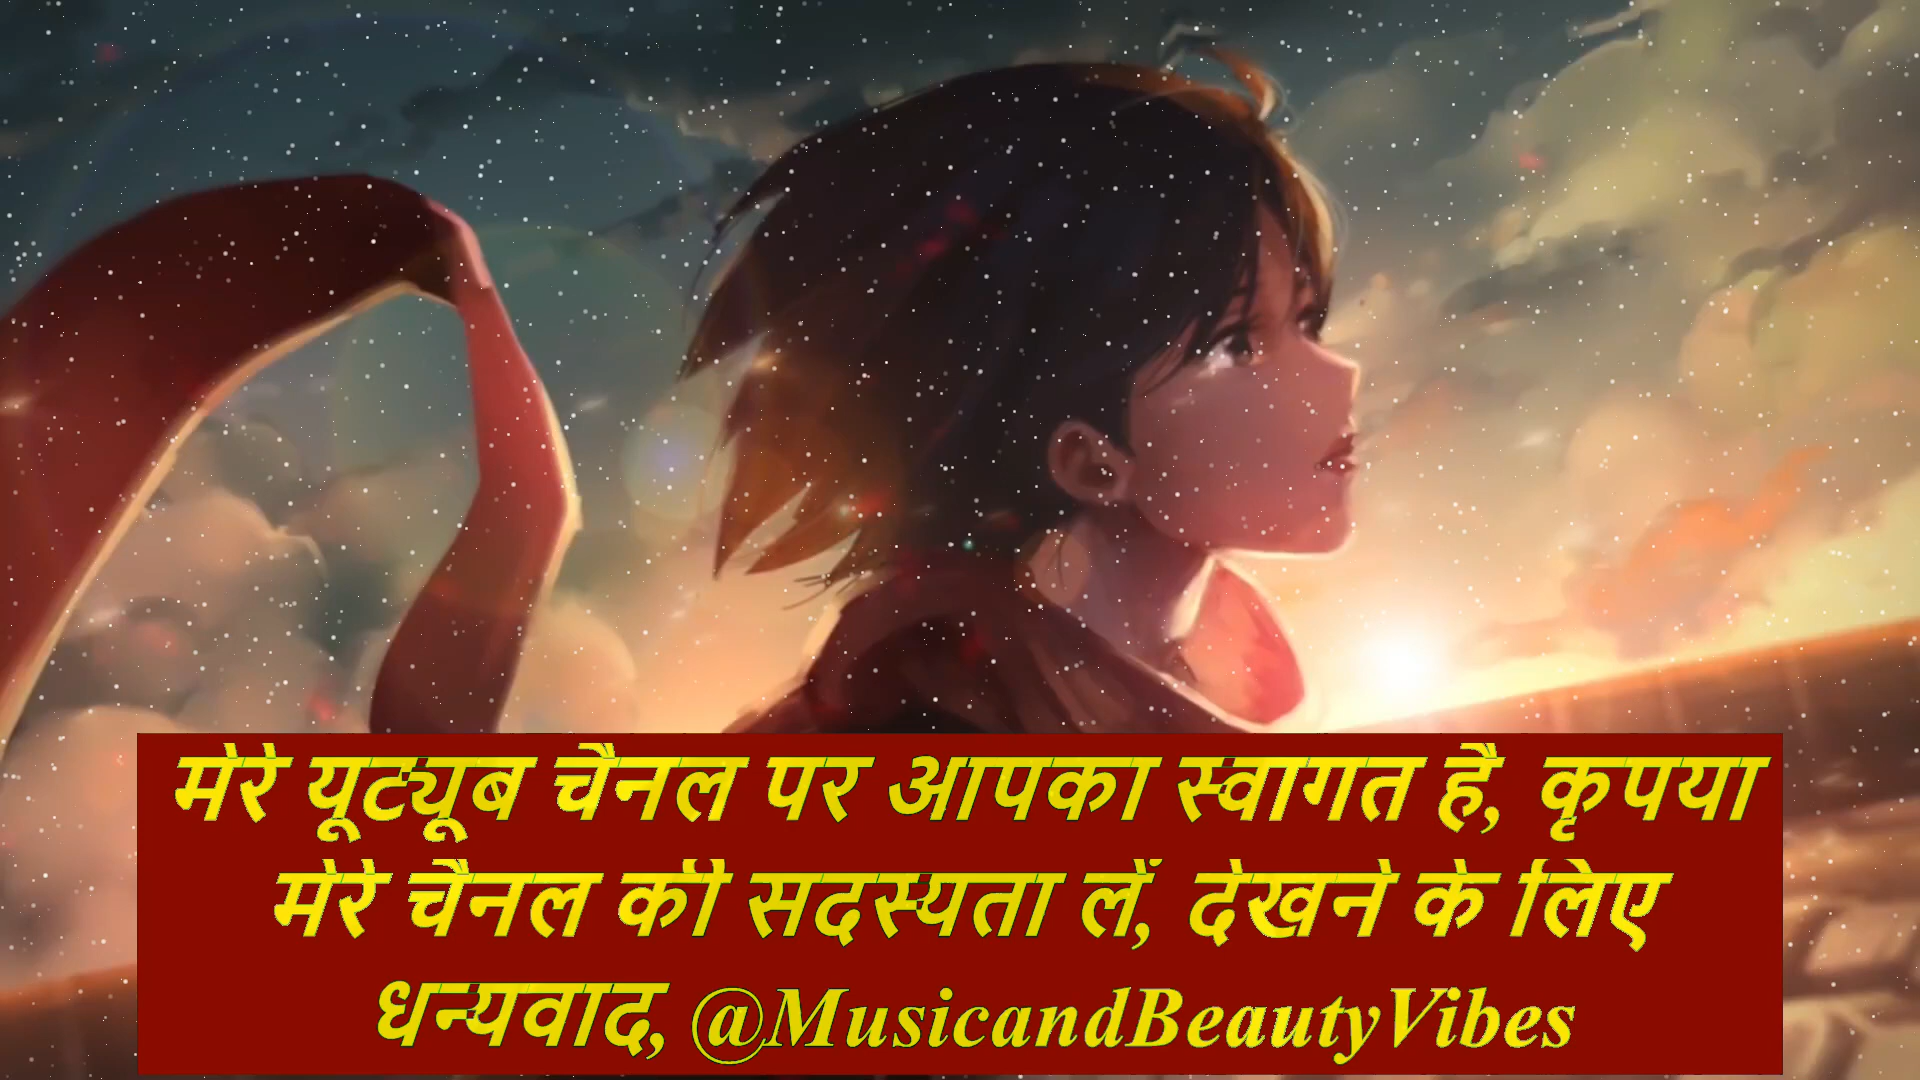 मेरे यूट्यूब चैनल पर आपका स्वागत है, कृपया
मेरे चैनल की सदस्यता लें, देखने के लिए
धन्यवाद, @MusicandBeautyVibes